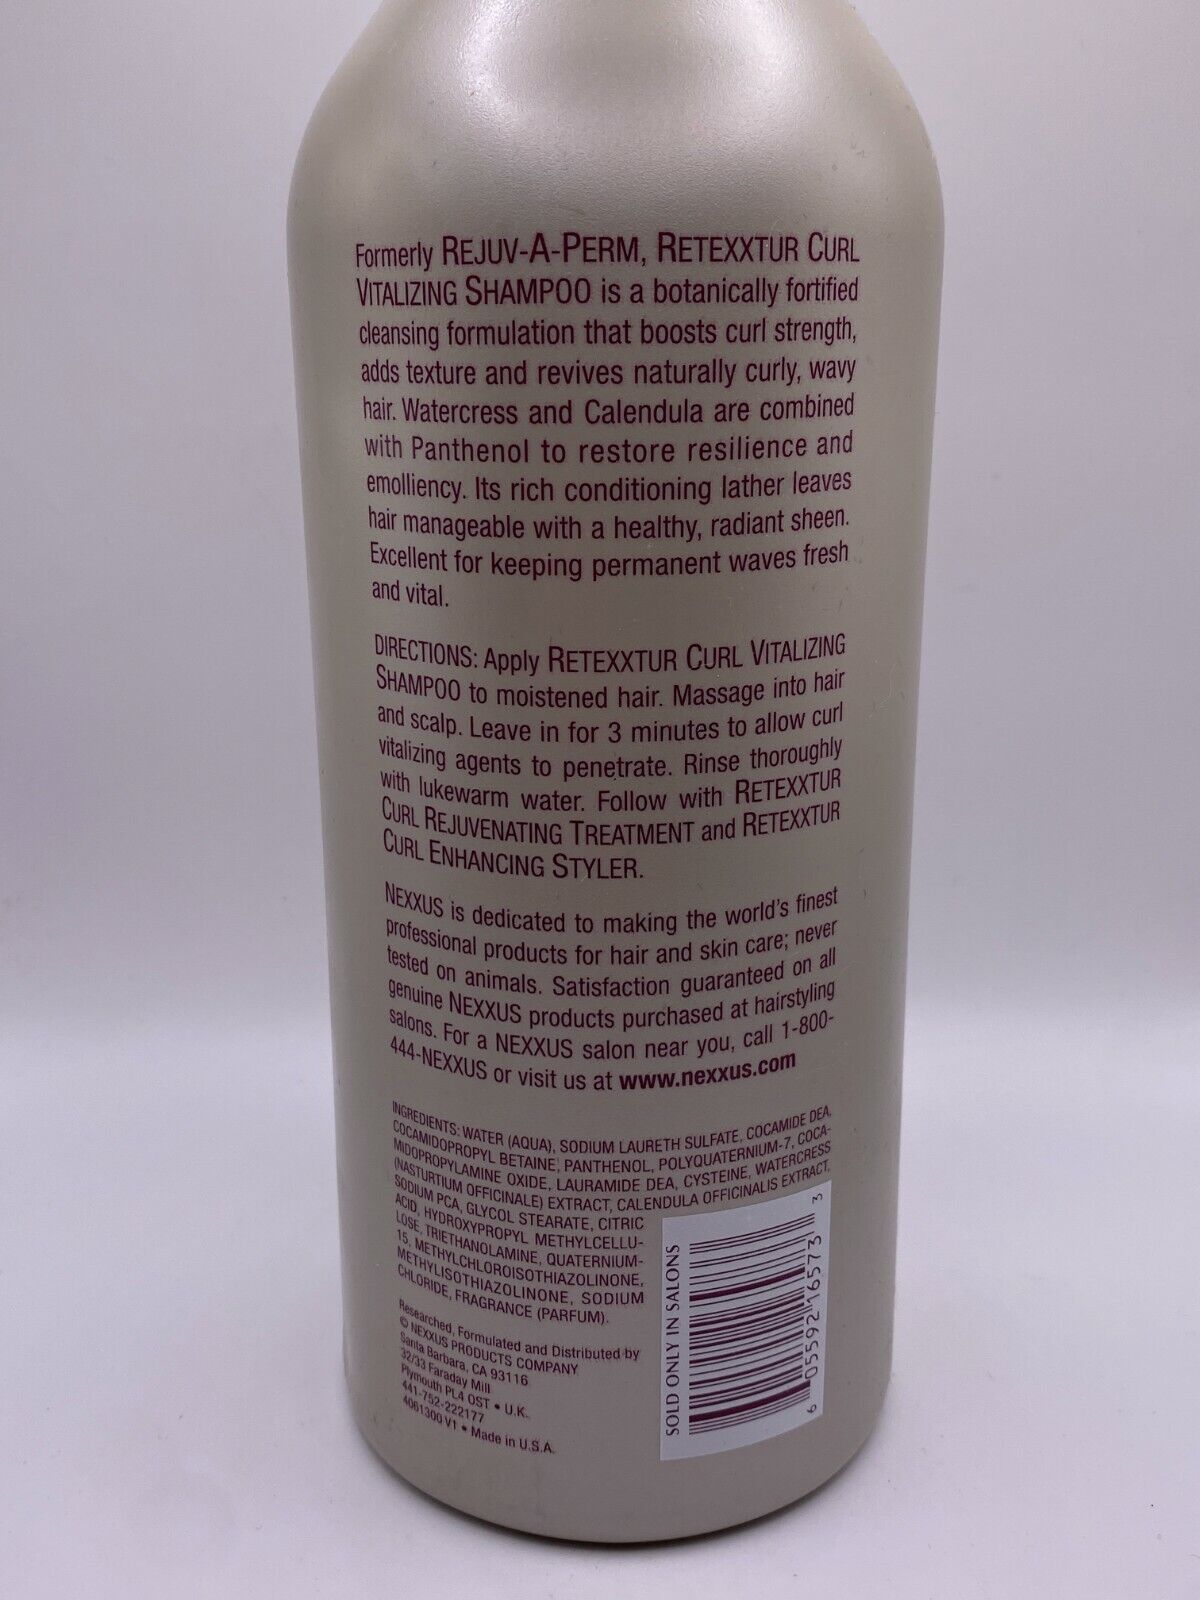 Formerly REJUV-A-PERM, RETEXXTUR CURL
VITALIZING SHAMPOO is a botanically fortified
cleansing formulation that boosts curl strength,
adds texture and revives naturally curly, wavy
hair. Watercress and Calendula are combined
with Panthenol to restore resilience and
emolliency. Its rich conditioning lather leaves
hair manageable with a healthy, radiant sheen.
Excellent for keeping permanent waves fresh
and vital.
DIRECTIONS: Apply RETEXXTUR CURL VITALIZING
SHAMPOO to moistened hair. Massage into hair
and scalp. Leave in for 3 minutes to allow curl
vitalizing agents to penetrate. Rinse thoroughly
with lukewarm water. Follow with RETEXXTUR
CURL REJUVENATING TREATMENT and RETEXXTUR
CURL ENHANCING STYLER.
NEXXUS is dedicated to making the world's finest
professional products for hair and skin care; never
tested on animals. Satisfaction guaranteed on all
genuine NEXXUS products purchased at hairstyling
salons. For a NEXXUS salon near you, call 1-800-
444-NEXXUS or visit us at www.nexxus.com
INGREDIENTS: WATER (AQUA), SODIUM LAURETH SULFATE, COCAMIDE DEA,
COCAMIDOPROPYL BETAINE, PANTHENOL, POLYQUATERNIUM-7, COCA-
MIDOPROPYLAMINE OXIDE, LAURAMIDE DEA, CYSTEINE, WATERCRESS
(NASTURTIUM OFFICINALE) EXTRACT, CALENDULA OFFICINALIS EXTRACT,
SODIUM PCA, GLYCOL STEARATE, CITRIC
ACID, HYDROXYPROPYL METHYLCELLU-
LOSE, TRIETHANOLAMINE, QUATERNIUM-
15, METHYLCHLOROISOTHIAZOLINONE,
METHYLISOTHIAZOLINONE, SODIUM
CHLORIDE, FRAGRANCE (PARFUM).
Researched, Formulated and Distributed by
© NEXXUS PRODUCTS COMPANY
Santa Barbara, CA 93116
32/33 Faraday Mill
Plymouth PL4 OST • U.K.
441-752-222177
4061300 V1 • Made in U.S.A.
SOLD ONLY IN SALONS
6 05592 16573 3